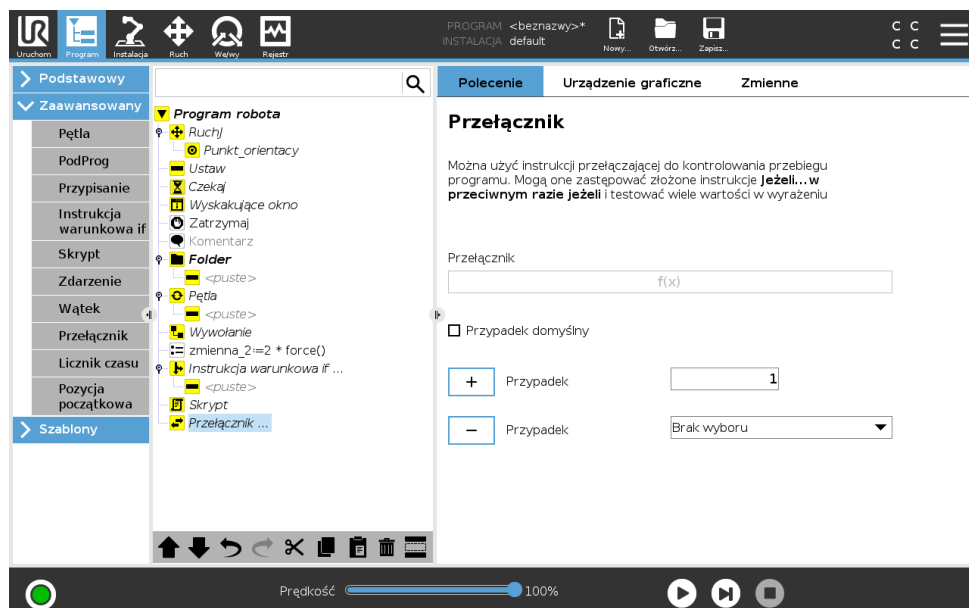 PROGRAM <beznazwy>*
INSTALACJA default
Uruchom Program Instalacja Ruch We/wy Rejestr
Nowy... Otwórz... Zapisz...
C C
C C
Podstawowy
Zaawansowany
Pętla
PodProg
Przypisanie
Instrukcja
warunkowa if
Skrypt
Zdarzenie
Wątek
Przełącznik
Licznik czasu
Pozycja
początkowa
Szablony
Program robota
RuchJ
Punkt_orientacy
Ustaw
Czekaj
Wyskakujące okno
Zatrzymaj
Komentarz
Folder
<puste>
Pętla
<puste>
Wywołanie
zmienna_2:=2 * force()
Instrukcja warunkowa if ...
<puste>
Skrypt
Przełącznik ...
Polecenie Urządzenie graficzne Zmienne
Przełącznik
Można użyć instrukcji przełączającej do kontrolowania przebiegu
programu. Mogą one zastępować złożone instrukcje Jeżeli...w
przeciwnym razie jeżeli i testować wiele wartości w wyrażeniu
Przełącznik
f(x)
Przypadek domyślny
+ Przypadek 1
− Przypadek Brak wyboru
Prędkość 100%